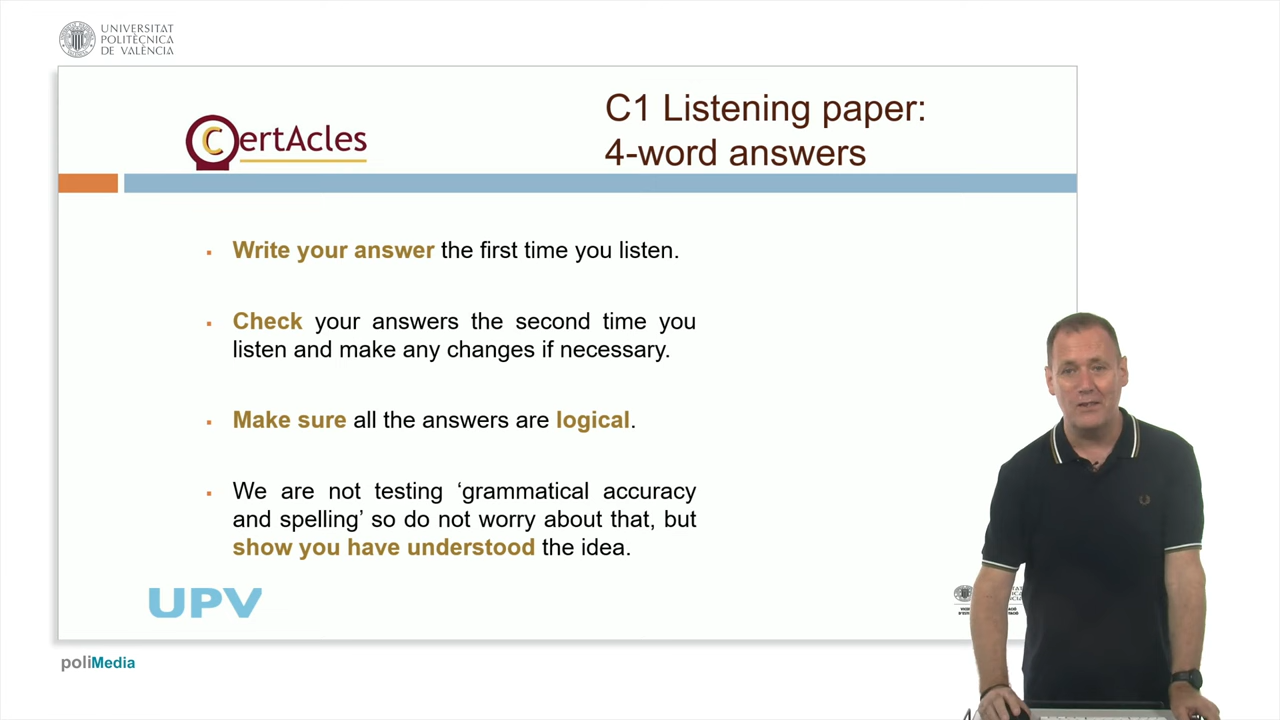 UNIVERSITAT
POLITÈCNICA
DE VALÈNCIA
CertAcles
C1 Listening paper:
4-word answers
▪ Write your answer the first time you listen.
▪ Check your answers the second time you
listen and make any changes if necessary.
▪ Make sure all the answers are logical.
▪ We are not testing ‘grammatical accuracy
and spelling’ so do not worry about that, but
show you have understood the idea.
UPV
poliMedia